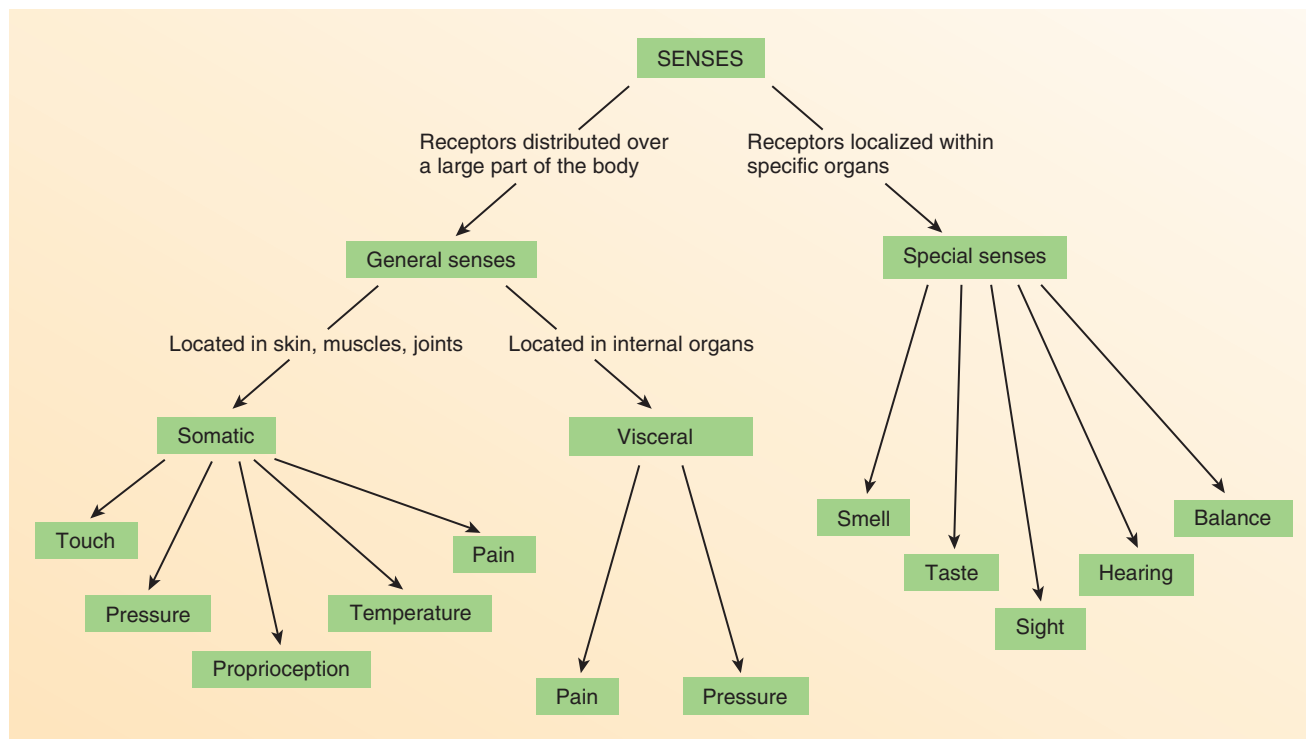 SENSES
Receptors distributed over
a large part of the body
Receptors localized within
specific organs
General senses
Special senses
Located in skin, muscles, joints
Located in internal organs
Somatic
Visceral
Touch
Pressure
Proprioception
Temperature
Pain
Pain
Pressure
Smell
Taste
Sight
Hearing
Balance